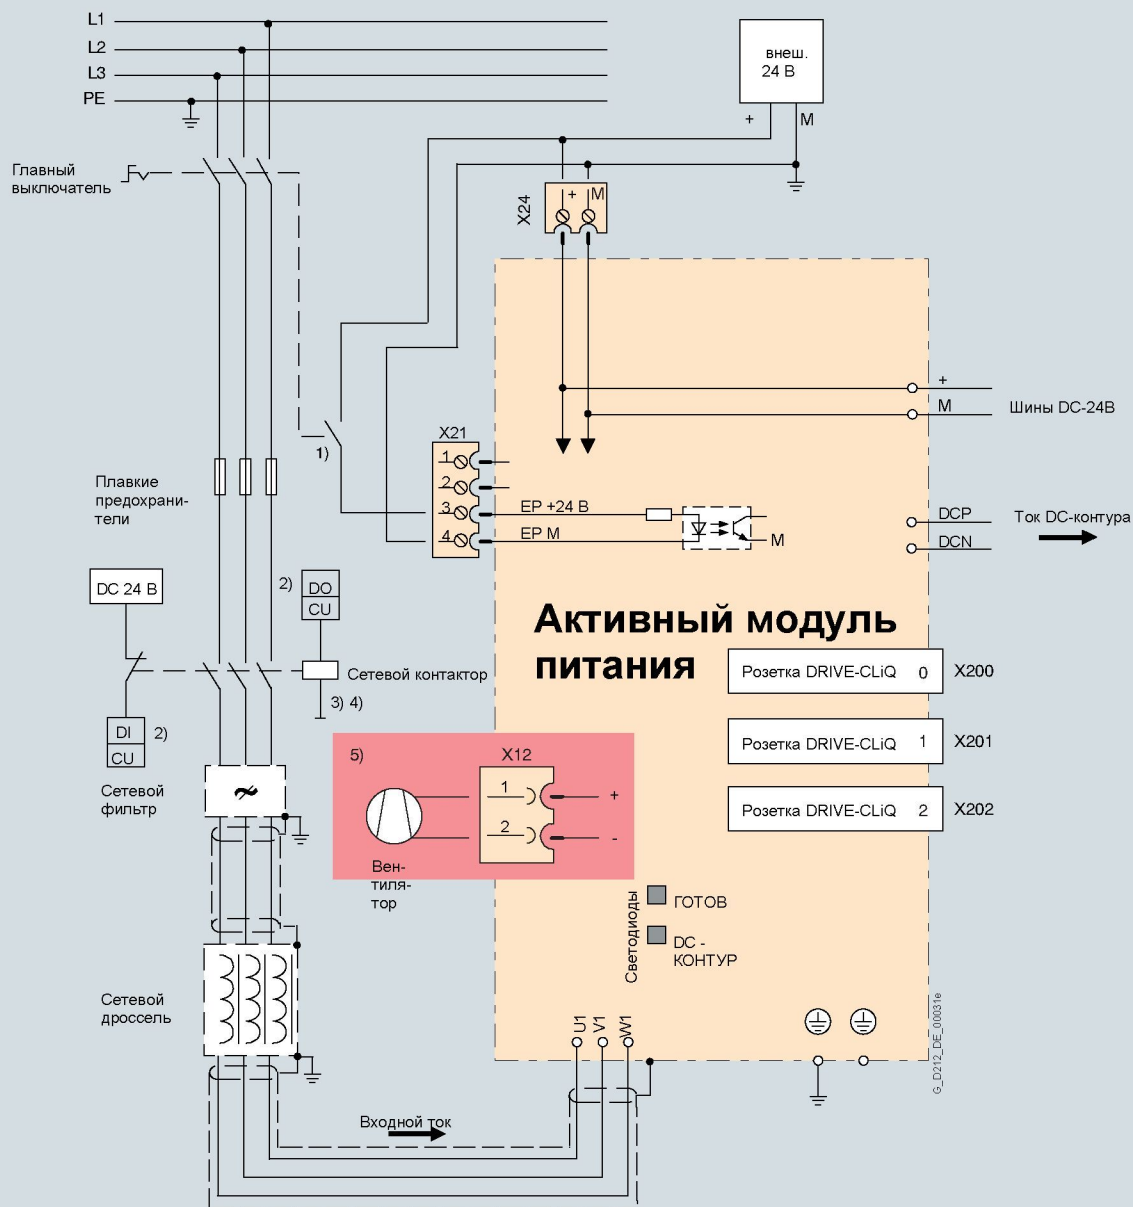 L1
L2
L3
PE
внеш.
24 В
+
M
Главный
выключатель
X24
+
M
+
M
Шины DC-24В
X21
1
2
3
4
1)
EP +24 В
EP M
M
DCP
DCN
Ток DC-контура
Плавкие
предохрани-
тели
DC 24 В
2)
DO
CU
Активный модуль
питания
Сетевой контактор
3) 4)
DI
CU
2)
Розетка DRIVE-CLiQ 0
X200
Розетка DRIVE-CLiQ 1
X201
Розетка DRIVE-CLiQ 2
X202
5)
X12
1
2
+
-
Вен-
тиля-
тор
Сетевой
фильтр
Светодиоды
ГОТОВ
DC -
КОНТУР
Сетевой
дроссель
U1
V1
W1
Входной ток
G_D212_DE_00031e